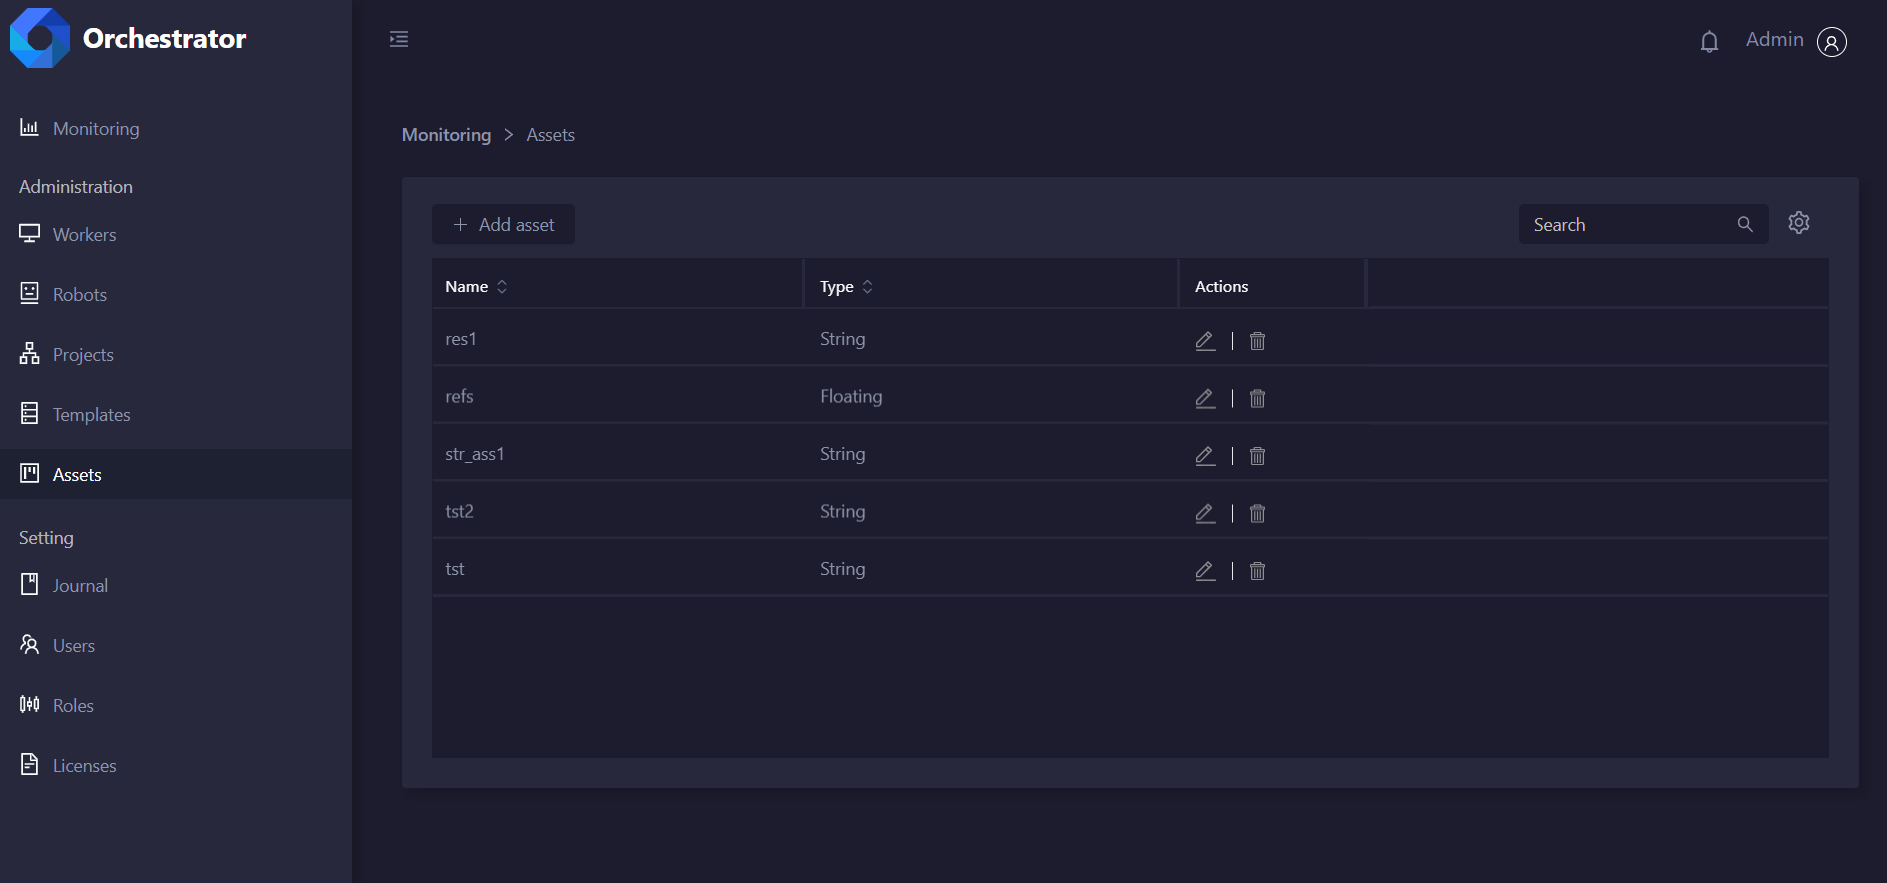 Orchestrator
Admin
Monitoring
Administration
Workers
Robots
Projects
Templates
Assets
Setting
Journal
Users
Roles
Licenses
Monitoring > Assets
+ Add asset
Search
Name Type Actions
res1 String
refs Floating
str_ass1 String
tst2 String
tst String